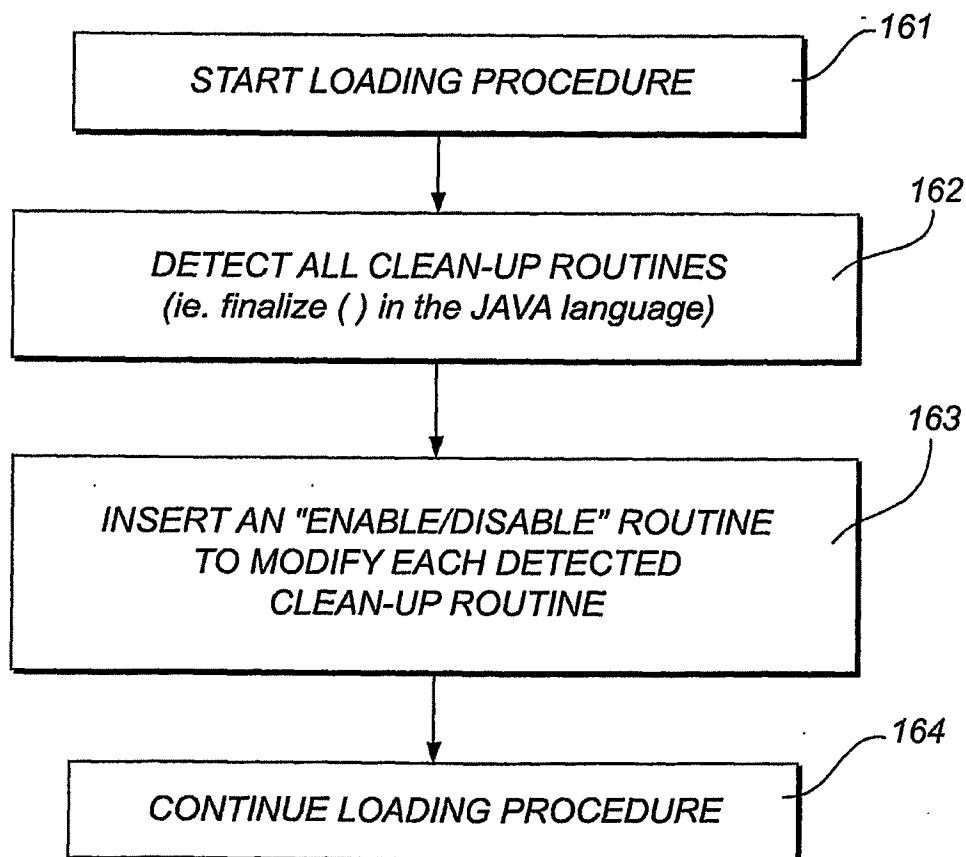 161
START LOADING PROCEDURE
162
DETECT ALL CLEAN-UP ROUTINES
(ie. finalize ( ) in the JAVA language)
163
INSERT AN "ENABLE/DISABLE" ROUTINE
TO MODIFY EACH DETECTED
CLEAN-UP ROUTINE
164
CONTINUE LOADING PROCEDURE